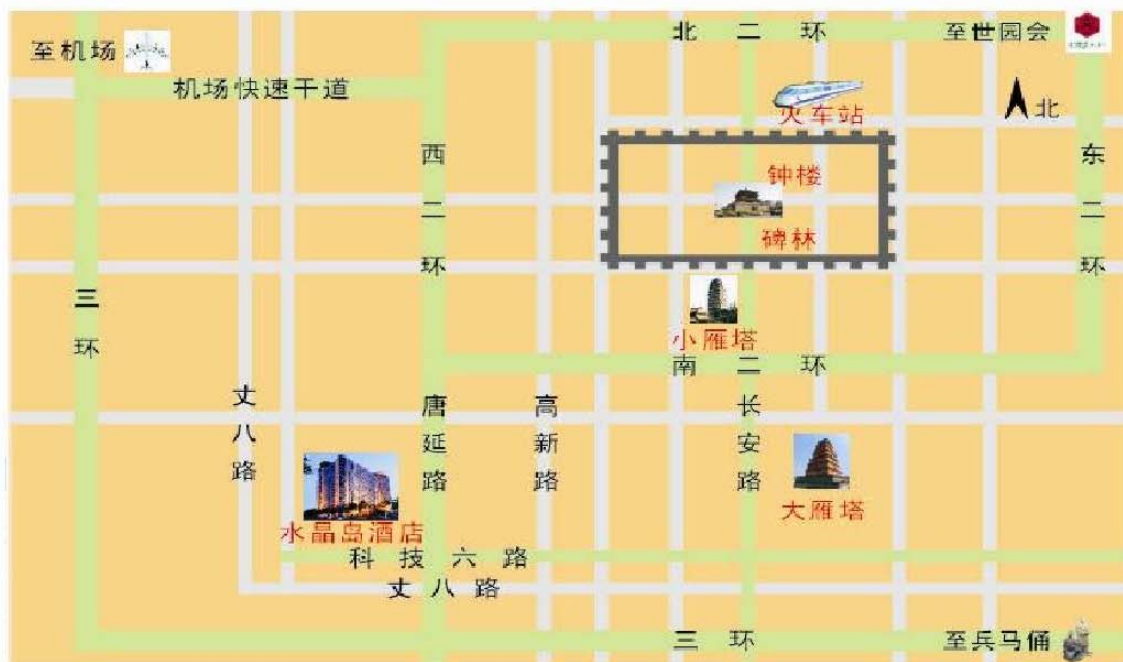 北二环
至世园会
至机场
机场快速干道
北
火车站
西二环
东二环
钟楼
碑林
三环
小雁塔
南二环
丈八路
唐延路
高新路
长安路
大雁塔
水晶岛酒店
科技六路
丈八路
三环
至兵马俑